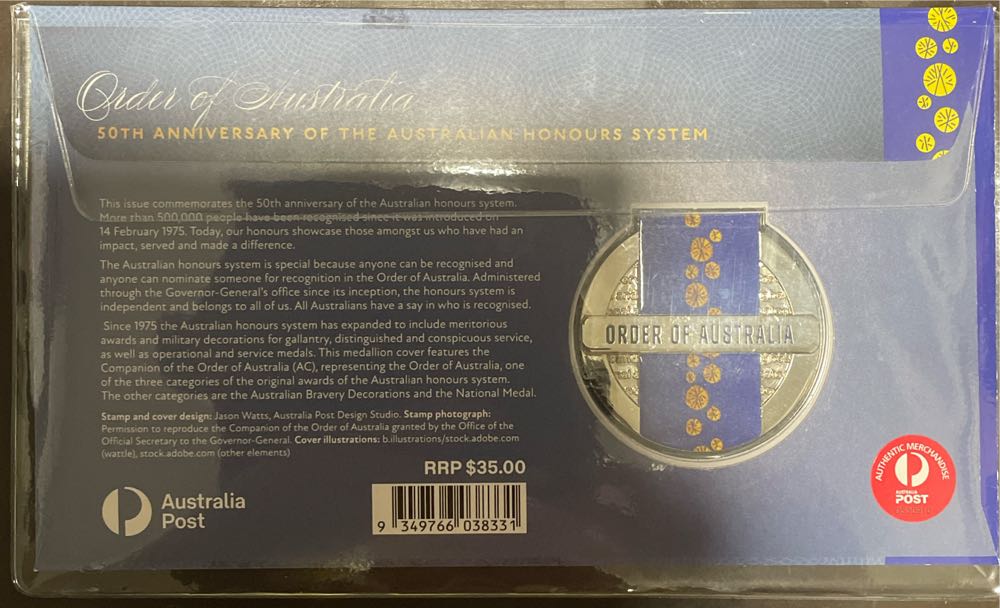 Order of Australia
50TH ANNIVERSARY OF THE AUSTRALIAN HONOURS SYSTEM
This issue commemorates the 50th anniversary of the Australian honours system.
More than 500,000 people have been recognised since it was introduced on
14 February 1975. Today, our honours showcase those amongst us who have had an
impact, served and made a difference.
The Australian honours system is special because anyone can be recognised and
anyone can nominate someone for recognition in the Order of Australia. Administered
through the Governor-General's office since its inception, the honours system is
independent and belongs to all of us. All Australians have a say in who is recognised.
Since 1975 the Australian honours system has expanded to include meritorious
awards and military decorations for gallantry, distinguished and conspicuous service,
as well as operational and service medals. This medallion cover features the
Companion of the Order of Australia (AC), representing the Order of Australia, one
of the three categories of the original awards of the Australian honours system.
The other categories are the Australian Bravery Decorations and the National Medal.
Stamp and cover design: Jason Watts, Australia Post Design Studio. Stamp photograph:
Permission to reproduce the Companion of the Order of Australia granted by the Office of the
Official Secretary to the Governor-General. Cover illustrations: b.illustrations/stock.adobe.com
(wattle), stock.adobe.com (other elements)
RRP $35.00
Australia
Post
9 349766 038331
ORDER OF AUSTRALIA
AUTHENTIC MERCHANDISE
AUSTRALIA
POST